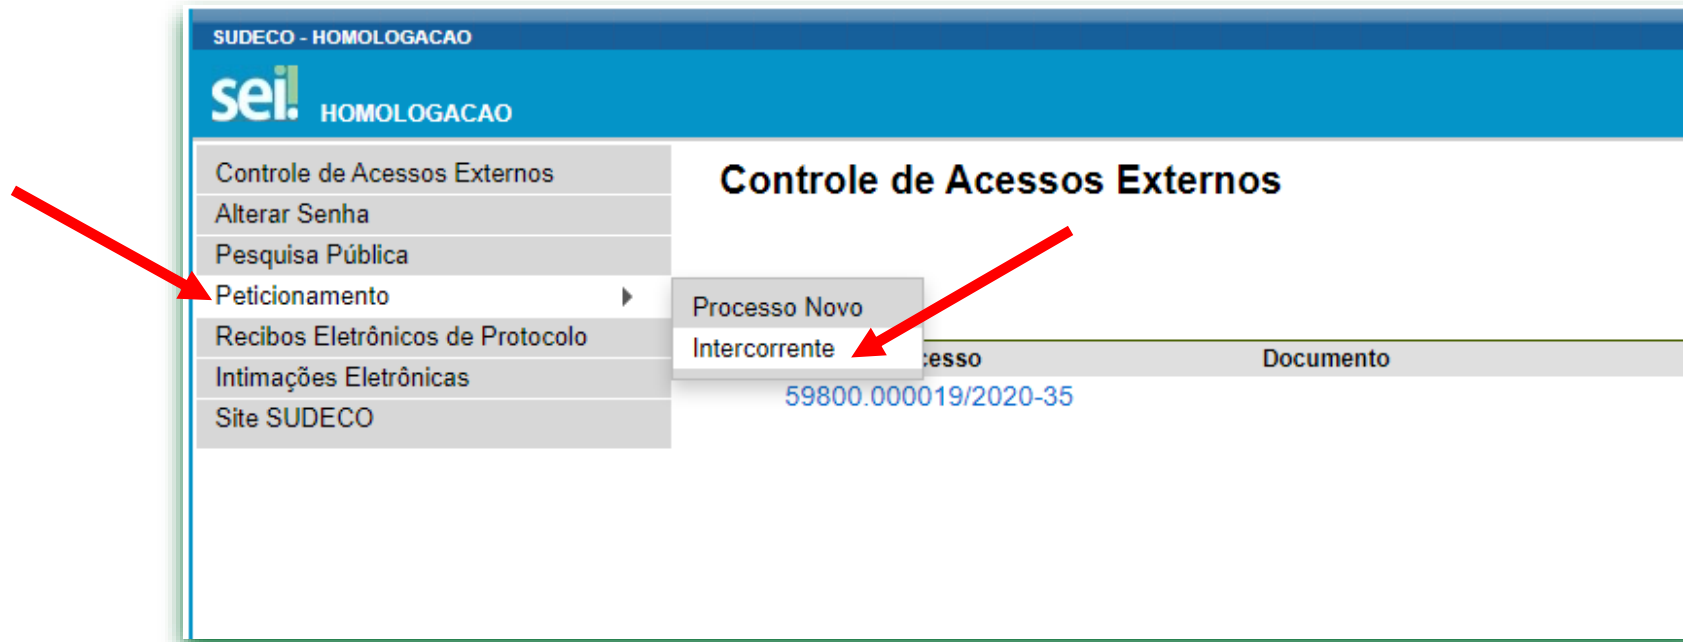 SUDECO - HOMOLOGACAO
sei!
HOMOLOGACAO
Controle de Acessos Externos
Alterar Senha
Pesquisa Pública
Peticionamento
Recibos Eletrônicos de Protocolo
Intimações Eletrônicas
Site SUDECO
Controle de Acessos Externos
Processo Novo
Intercorrente
cesso Documento
59800.000019/2020-35